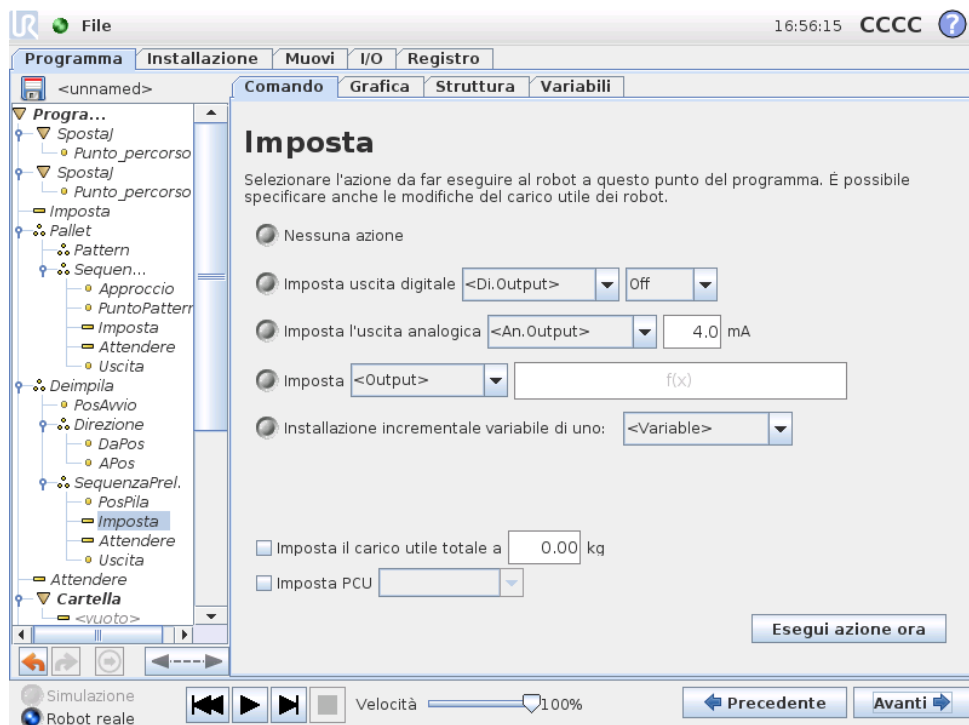 UR File 16:56:15 CCCC ?
Programma Installazione Muovi I/O Registro
<unnamed>
Comando Grafica Struttura Variabili
Progra...
SpostaJ
Punto_percorso
SpostaJ
Punto_percorso
Imposta
Pallet
Pattern
Sequen...
Approccio
PuntoPattern
Imposta
Attendere
Uscita
Deimpila
PosAvvio
Direzione
DaPos
APos
SequenzaPrel.
PosPila
Imposta
Attendere
Uscita
Attendere
Cartella
<vuoto>
Imposta
Selezionare l'azione da far eseguire al robot a questo punto del programma. É possibile
specificare anche le modifiche del carico utile dei robot.
Nessuna azione
Imposta uscita digitale <Di.Output> Off
Imposta l'uscita analogica <An.Output> 4.0 mA
Imposta <Output> f(x)
Installazione incrementale variabile di uno: <Variable>
Imposta il carico utile totale a 0.00 kg
Imposta PCU
Esegui azione ora
Simulazione
Robot reale
Velocità 100%
Precedente Avanti